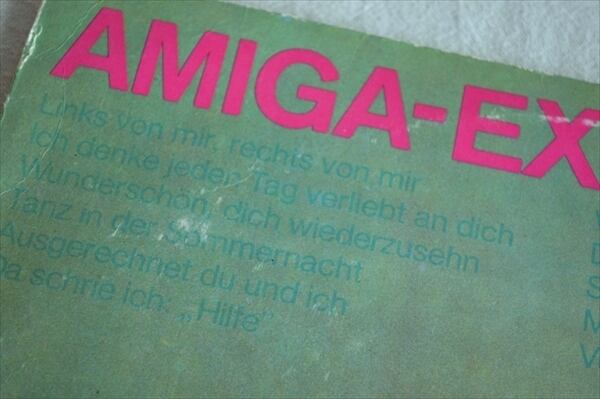 AMIGA-EX
Links von mir, rechts von mir
Ich denke jeden Tag verliebt an dich
Wunderschön, dich wiederzusehn
Tanz in der Sommernacht
Ausgerechnet du und ich
Da schrie ich: „Hilfe"
V
D
S
M
V